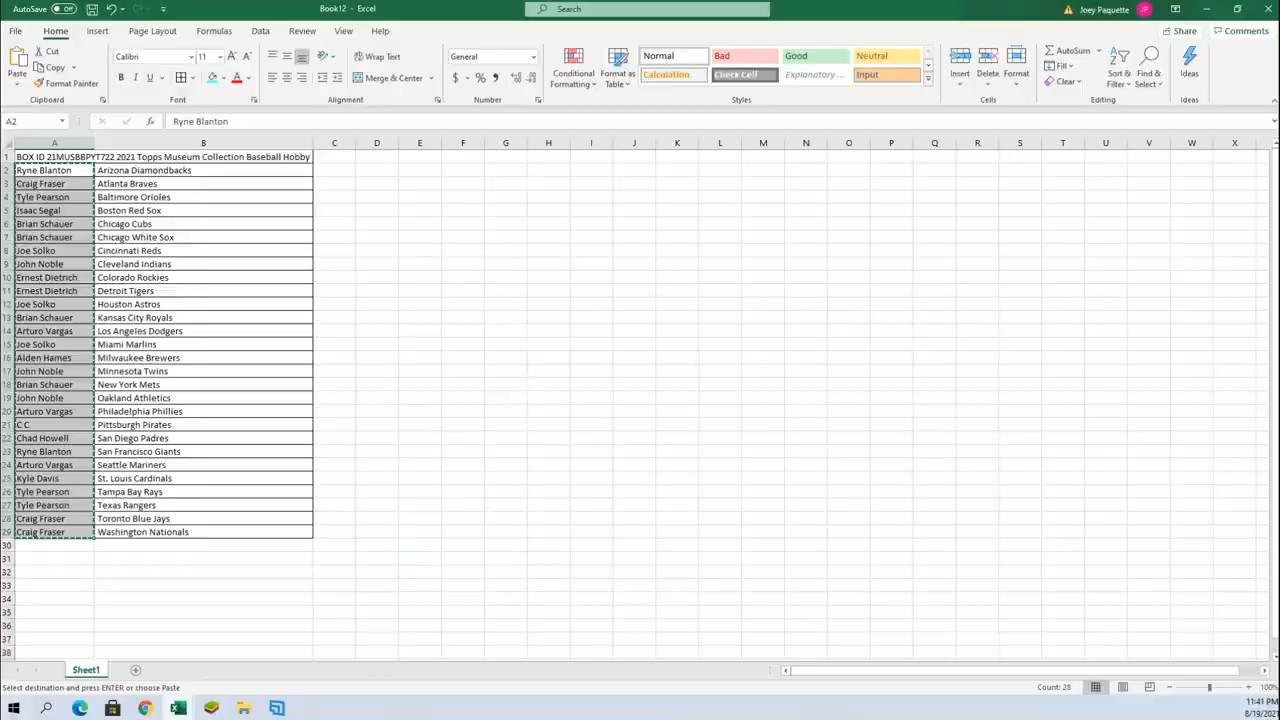 AutoSave Off Book12 - Excel Search Joey Paquette JP
File Home Insert Page Layout Formulas Data Review View Help Share Comments
Paste Cut Copy Format Painter Clipboard
Calibri 11 Font
Wrap Text Merge & Center Alignment
General Number
Conditional Formatting Format as Table
Normal Bad Good Neutral
Calculation Check Cell Explanatory ... Input
Styles
Insert Delete Format Cells
AutoSum Fill Clear Sort & Filter Find & Select Editing
Ideas Ideas
A2 Ryne Blanton
A B C D E F G H I J K L M N O P Q R S T U V W X
1 BOX ID 21MUSBBPYT722 2021 Topps Museum Collection Baseball Hobby
2 Ryne Blanton Arizona Diamondbacks
3 Craig Fraser Atlanta Braves
4 Tyle Pearson Baltimore Orioles
5 Isaac Segal Boston Red Sox
6 Brian Schauer Chicago Cubs
7 Brian Schauer Chicago White Sox
8 Joe Solko Cincinnati Reds
9 John Noble Cleveland Indians
10 Ernest Dietrich Colorado Rockies
11 Ernest Dietrich Detroit Tigers
12 Joe Solko Houston Astros
13 Brian Schauer Kansas City Royals
14 Arturo Vargas Los Angeles Dodgers
15 Joe Solko Miami Marlins
16 Alden Hames Milwaukee Brewers
17 John Noble Minnesota Twins
18 Brian Schauer New York Mets
19 John Noble Oakland Athletics
20 Arturo Vargas Philadelphia Phillies
21 C C Pittsburgh Pirates
22 Chad Howell San Diego Padres
23 Ryne Blanton San Francisco Giants
24 Arturo Vargas Seattle Mariners
25 Kyle Davis St. Louis Cardinals
26 Tyle Pearson Tampa Bay Rays
27 Tyle Pearson Texas Rangers
28 Craig Fraser Toronto Blue Jays
29 Craig Fraser Washington Nationals
30
31
32
33
34
35
36
37
38
Sheet1
Select destination and press ENTER or choose Paste Count: 28 100%
11:41 PM
8/19/2021